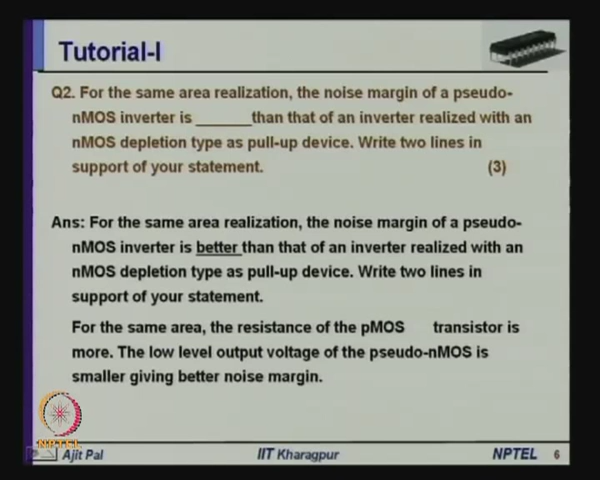 Tutorial-I
Q2. For the same area realization, the noise margin of a pseudo-
nMOS inverter is ______than that of an inverter realized with an
nMOS depletion type as pull-up device. Write two lines in
support of your statement. (3)
Ans: For the same area realization, the noise margin of a pseudo-
nMOS inverter is better than that of an inverter realized with an
nMOS depletion type as pull-up device. Write two lines in
support of your statement.
For the same area, the resistance of the pMOS transistor is
more. The low level output voltage of the pseudo-nMOS is
smaller giving better noise margin.
NPTEL
Ajit Pal IIT Kharagpur NPTEL 6